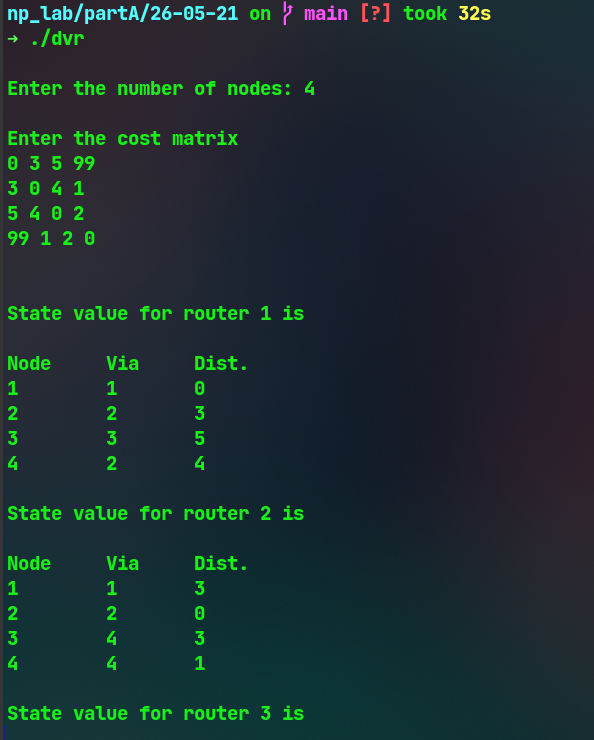 np_lab/partA/26-05-21 on main [?] took 32s
→ ./dvr
Enter the number of nodes: 4
Enter the cost matrix
0 3 5 99
3 0 4 1
5 4 0 2
99 1 2 0
State value for router 1 is
Node Via Dist.
1 1 0
2 2 3
3 3 5
4 2 4
State value for router 2 is
Node Via Dist.
1 1 3
2 2 0
3 4 3
4 4 1
State value for router 3 is